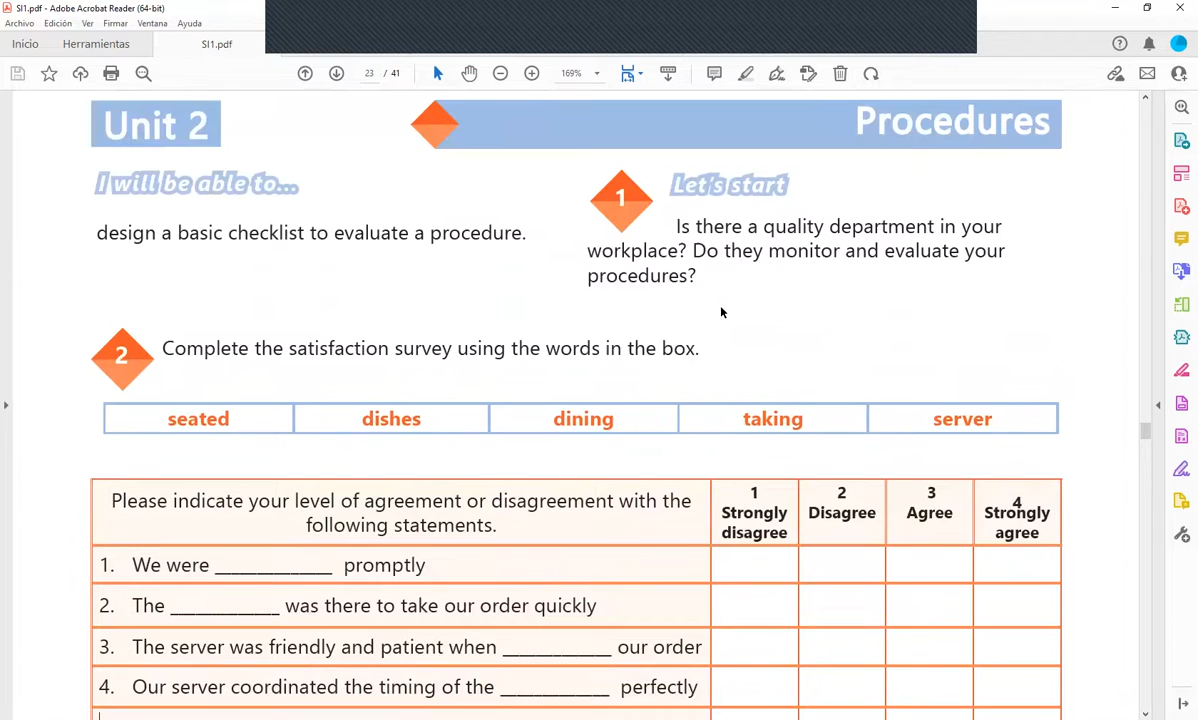 SI1.pdf - Adobe Acrobat Reader (64-bit)
Archivo Edición Ver Firmar Ventana Ayuda
Inicio Herramientas SI1.pdf
23 / 41 169%
Unit 2 Procedures
I will be able to...
design a basic checklist to evaluate a procedure.
1 Let's start
Is there a quality department in your
workplace? Do they monitor and evaluate your
procedures?
2 Complete the satisfaction survey using the words in the box.
seated dishes dining taking server
Please indicate your level of agreement or disagreement with the
following statements.
1
Strongly
disagree
2
Disagree
3
Agree
4
Strongly
agree
1. We were ______________ promptly
2. The _____________ was there to take our order quickly
3. The server was friendly and patient when _____________ our order
4. Our server coordinated the timing of the _____________ perfectly